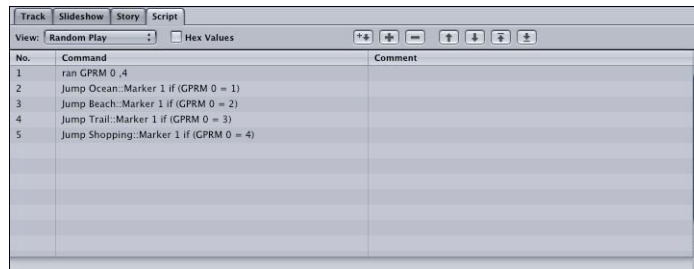 Track Slideshow Story Script
View: Random Play Hex Values
No. Command Comment
1 ran GPRM 0 ,4
2 Jump Ocean::Marker 1 if (GPRM 0 = 1)
3 Jump Beach::Marker 1 if (GPRM 0 = 2)
4 Jump Trail::Marker 1 if (GPRM 0 = 3)
5 Jump Shopping::Marker 1 if (GPRM 0 = 4)